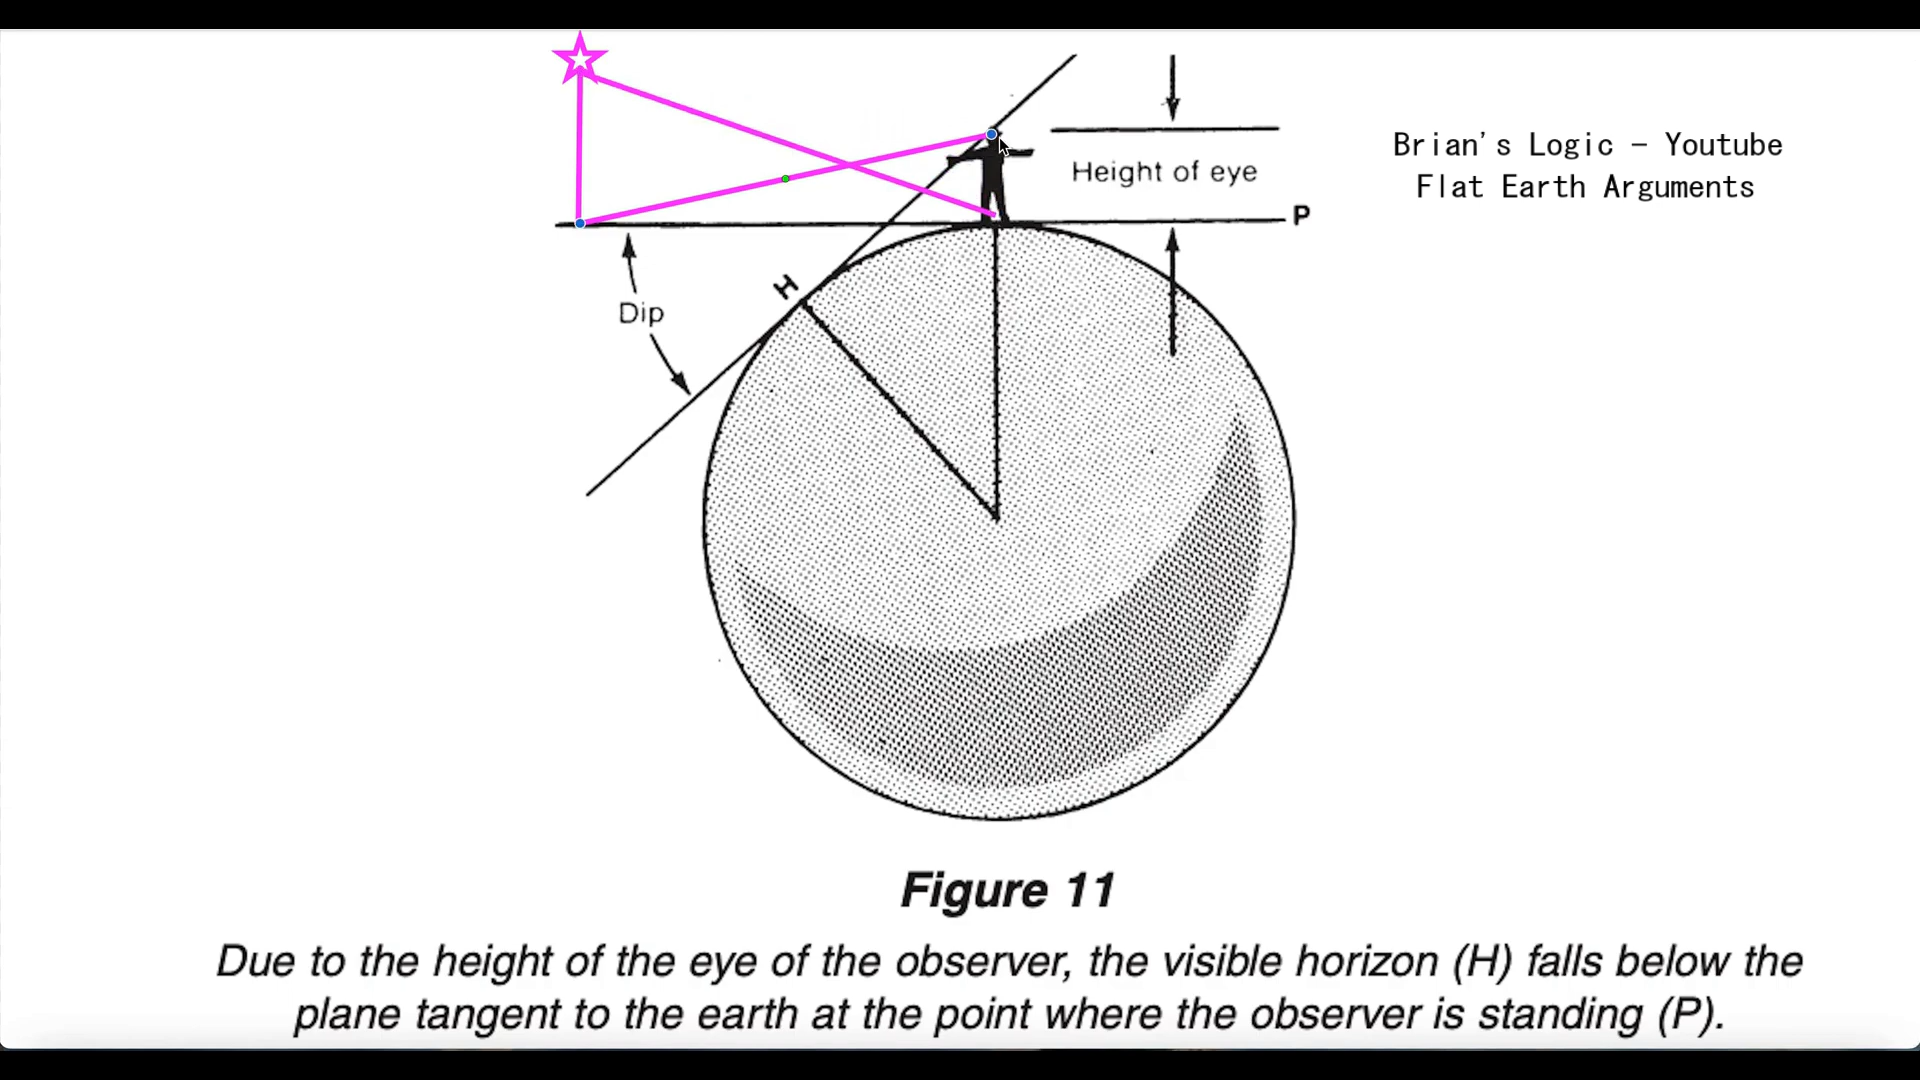 Brian's Logic - Youtube
Flat Earth Arguments
Height of eye
P
H
Dip
Figure 11
Due to the height of the eye of the observer, the visible horizon (H) falls below the
plane tangent to the earth at the point where the observer is standing (P).